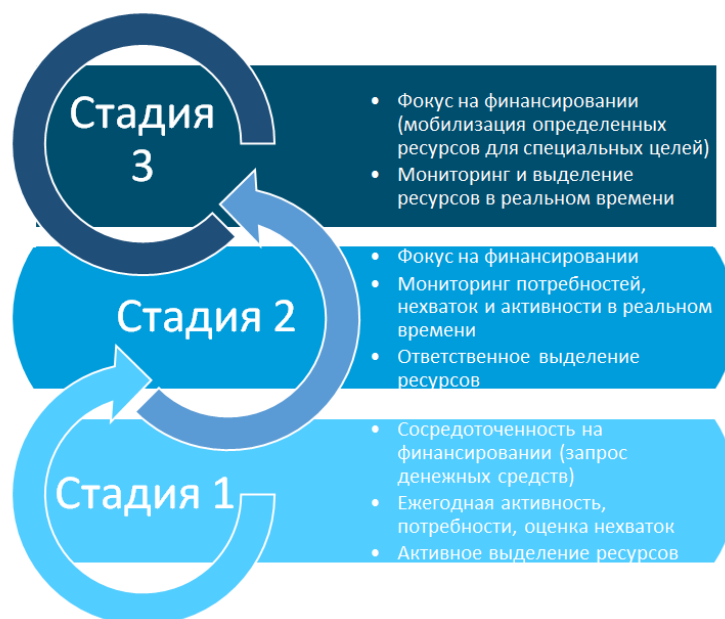 Стадия
3
• Фокус на финансировании
(мобилизация определенных
ресурсов для специальных целей)
• Мониторинг и выделение
ресурсов в реальном времени
Стадия 2
• Фокус на финансировании
• Мониторинг потребностей,
нехваток и активности в реальном
времени
• Ответственное выделение
ресурсов
Стадия 1
• Сосредоточенность на
финансировании (запрос
денежных средств)
• Ежегодная активность,
потребности, оценка нехваток
• Активное выделение ресурсов